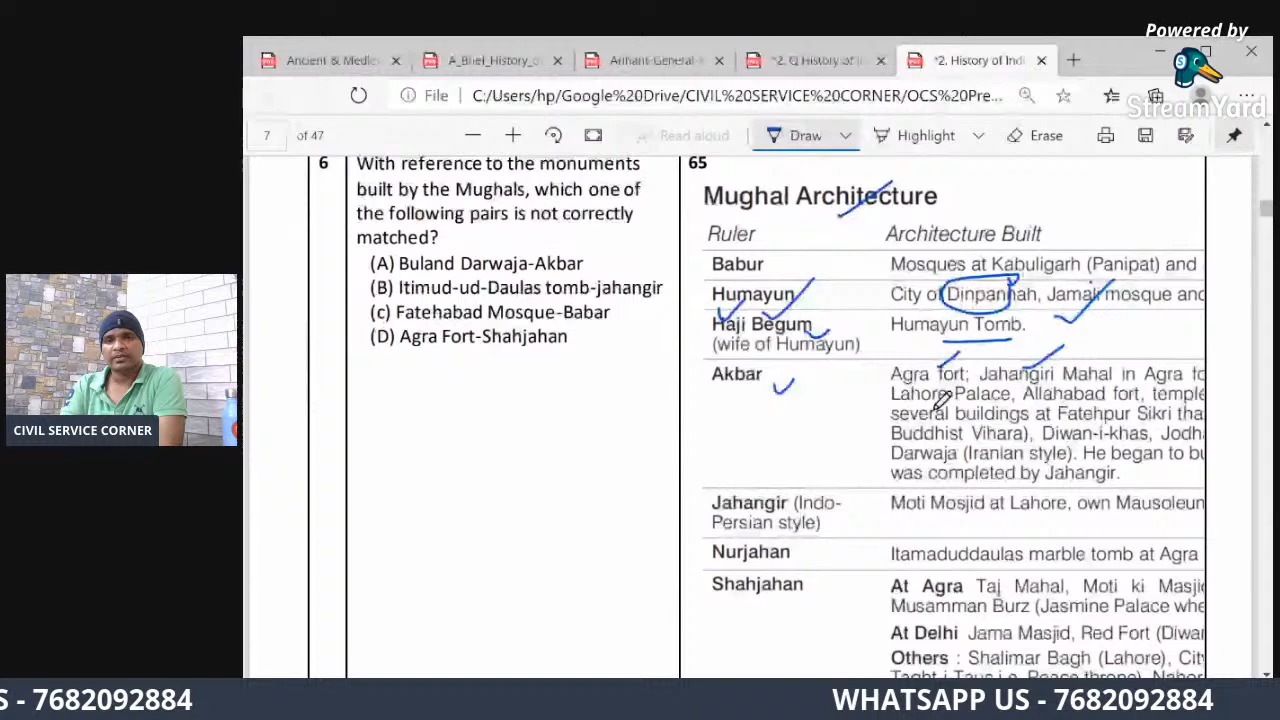 Powered by
StreamYard
Ancient & Medie
A_Brief_History_o
Arihant-General-
*2. Q History of I
*2. History of Indi
File
C:/Users/hp/Google%20Drive/CIVIL%20SERVICE%20CORNER/OCS%20Pre...
7 of 47
Read aloud
Draw
Highlight
Erase
6
With reference to the monuments
built by the Mughals, which one of
the following pairs is not correctly
matched?
(A) Buland Darwaja-Akbar
(B) Itimud-ud-Daulas tomb-jahangir
(c) Fatehabad Mosque-Babar
(D) Agra Fort-Shahjahan
65
Mughal Architecture
Ruler Architecture Built
Babur Mosques at Kabuligarh (Panipat) and
Humayun City of Dinpannah, Jamali mosque and
Haji Begum Humayun Tomb.
(wife of Humayun)
Akbar Agra fort; Jahangiri Mahal in Agra fo
Lahore Palace, Allahabad fort, temple
several buildings at Fatehpur Sikri tha
Buddhist Vihara), Diwan-i-khas, Jodh
Darwaja (Iranian style). He began to bu
was completed by Jahangir.
Jahangir (Indo- Moti Mosjid at Lahore, own Mausoleun
Persian style)
Nurjahan Itamaduddaulas marble tomb at Agra
Shahjahan At Agra Taj Mahal, Moti ki Masjid
Musamman Burz (Jasmine Palace whe
At Delhi Jama Masjid, Red Fort (Diwan
Others : Shalimar Bagh (Lahore), City
CIVIL SERVICE CORNER
S - 7682092884
WHATSAPP US - 7682092884